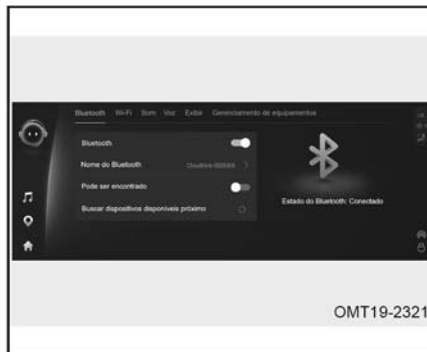 Bluetooth Wi-Fi Som Voz Exibir Gerenciamento de equipamentos
Bluetooth
Nome do Bluetooth
Pode ser encontrado
Buscar dispositivos disponíveis próximo
Estado do Bluetooth: Conectado
OMT19-2321